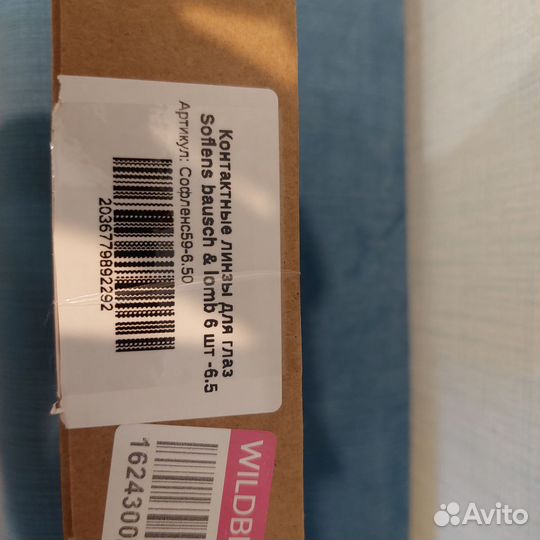 Контактные линзы для глаз
Soflens bausch & lomb 6 шт -6.5
Артикул: Софленс59-6.50
2036779892292
WILDB
1624300
Avito